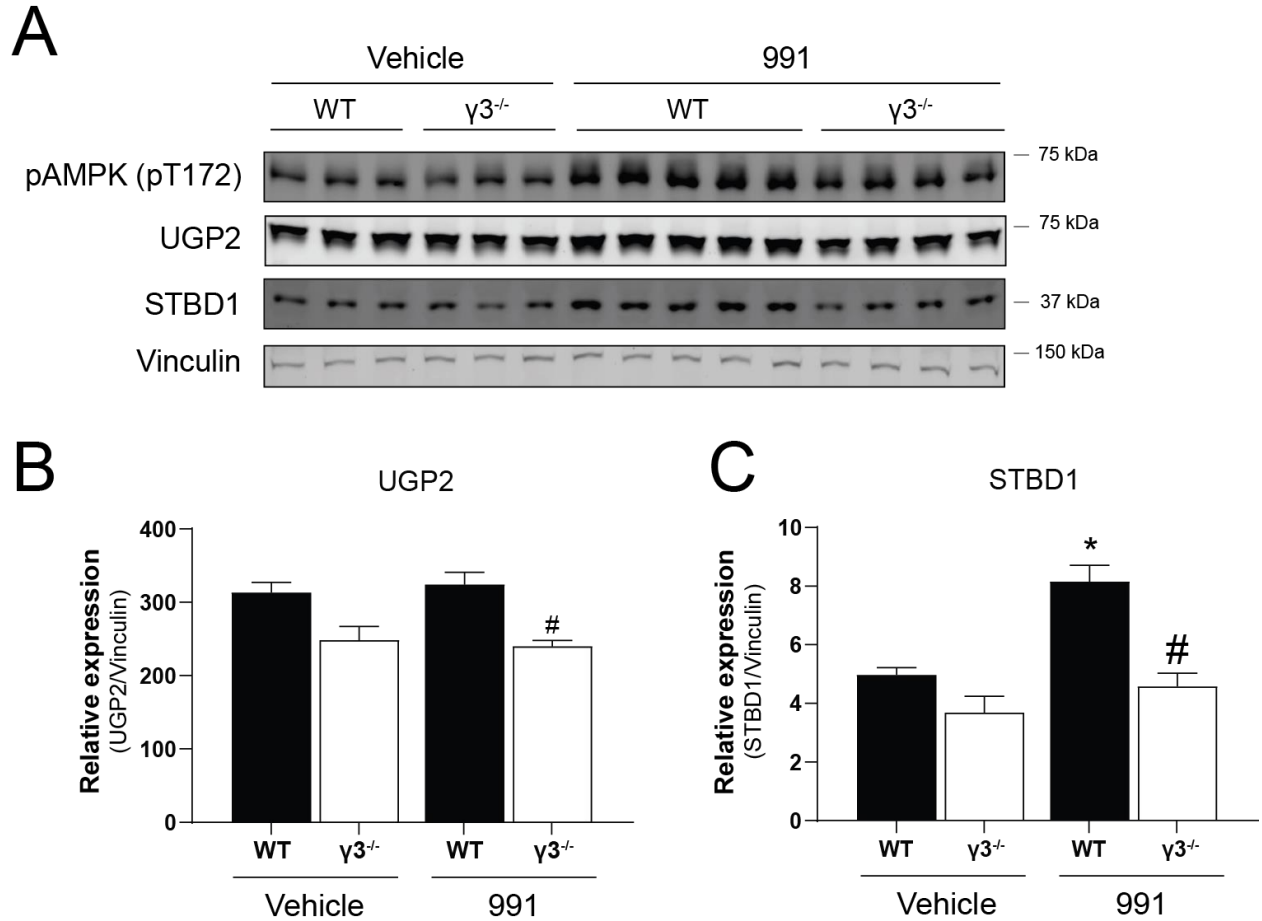 A
Vehicle 991
WT γ3-/- WT γ3-/-
pAMPK (pT172) 75 kDa
UGP2 75 kDa
STBD1 37 kDa
Vinculin 150 kDa
B
UGP2
Relative expression
(UGP2/Vinculin)
400
300
200
100
0
#
WT γ3-/- WT γ3-/-
Vehicle 991
C
STBD1
Relative expression
(STBD1/Vinculin)
10
8
6
4
2
0
*
#
WT γ3-/- WT γ3-/-
Vehicle 991